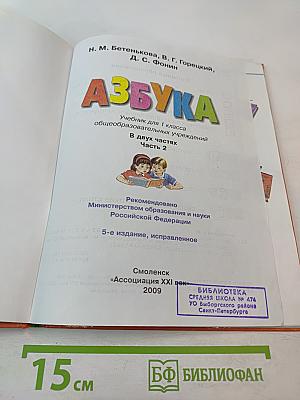 Н. М. Бетенькова, В. Г. Горецкий,
Д. С. Фонин
АЗБУКА
Учебник для 1 класса
общеобразовательных учреждений
В двух частях
Часть 2
Рекомендовано
Министерством образования и науки
Российской Федерации
5-е издание, исправленное
Смоленск
«Ассоциация XXI век»
2009
БИБЛИОТЕКА
СРЕДНЯЯ ШКОЛА № 474
УО Выборгского района
Санкт-Петербурга
15 см
БФ БИБЛИОФАН